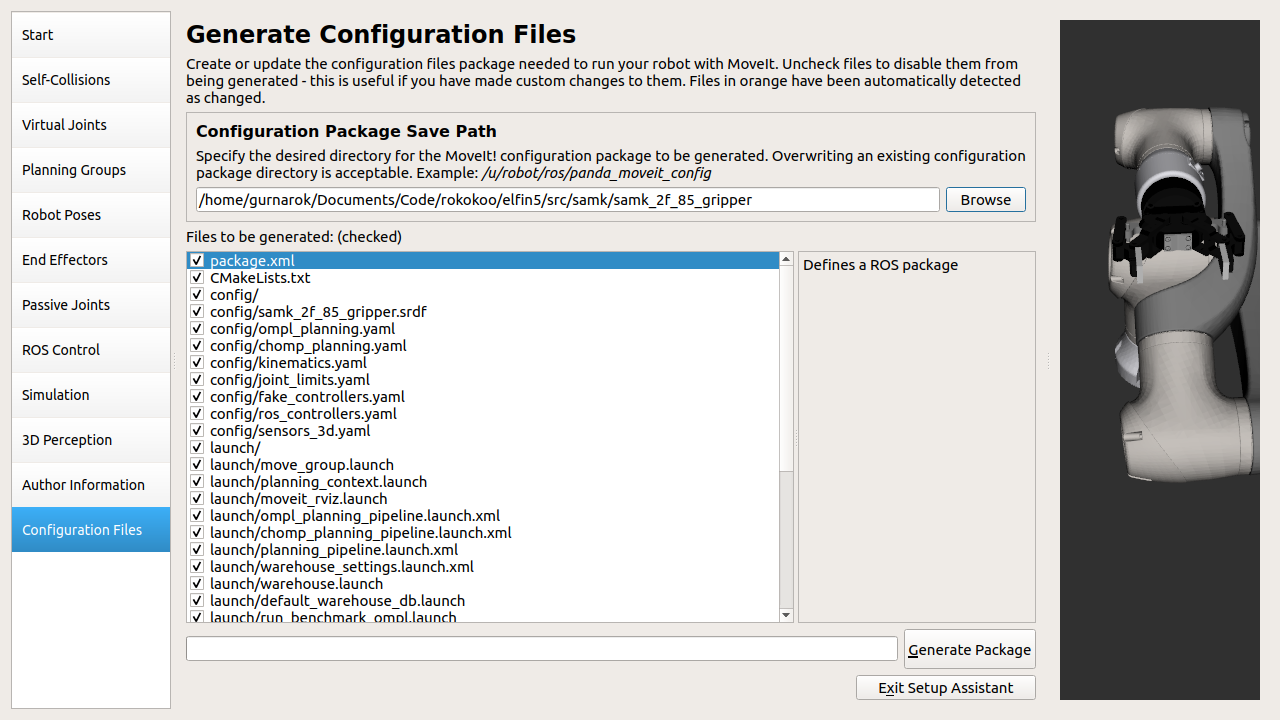 Start
Self-Collisions
Virtual Joints
Planning Groups
Robot Poses
End Effectors
Passive Joints
ROS Control
Simulation
3D Perception
Author Information
Configuration Files
Generate Configuration Files
Create or update the configuration files package needed to run your robot with MoveIt. Uncheck files to disable them from
being generated - this is useful if you have made custom changes to them. Files in orange have been automatically detected
as changed.
Configuration Package Save Path
Specify the desired directory for the MoveIt! configuration package to be generated. Overwriting an existing configuration
package directory is acceptable. Example: /u/robot/ros/panda_moveit_config
/home/gurnarok/Documents/Code/rokokoo/elfin5/src/samk/samk_2f_85_gripper
Browse
Files to be generated: (checked)
package.xml
CMakeLists.txt
config/
config/samk_2f_85_gripper.srdf
config/ompl_planning.yaml
config/chomp_planning.yaml
config/kinematics.yaml
config/joint_limits.yaml
config/fake_controllers.yaml
config/ros_controllers.yaml
config/sensors_3d.yaml
launch/
launch/move_group.launch
launch/planning_context.launch
launch/moveit_rviz.launch
launch/ompl_planning_pipeline.launch.xml
launch/chomp_planning_pipeline.launch.xml
launch/planning_pipeline.launch.xml
launch/warehouse_settings.launch.xml
launch/warehouse.launch
launch/default_warehouse_db.launch
launch/run_benchmark_ompl.launch
Defines a ROS package
Generate Package
Exit Setup Assistant